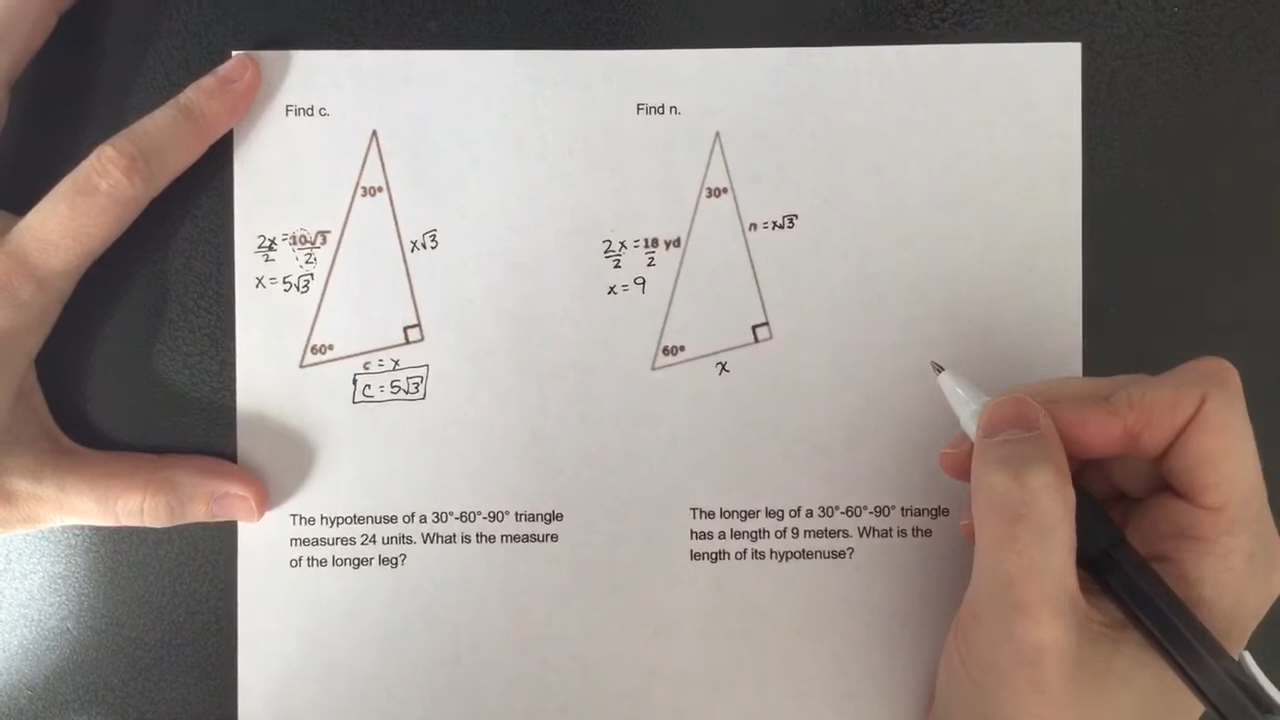 Find c.
30°
2x/2 = 10√3/2
x = 5√3
x√3
60°
c = x
c = 5√3
Find n.
30°
2x/2 = 18 yd/2
x = 9
n = x√3
60°
x
The hypotenuse of a 30°-60°-90° triangle
measures 24 units. What is the measure
of the longer leg?
The longer leg of a 30°-60°-90° triangle
has a length of 9 meters. What is the
length of its hypotenuse?